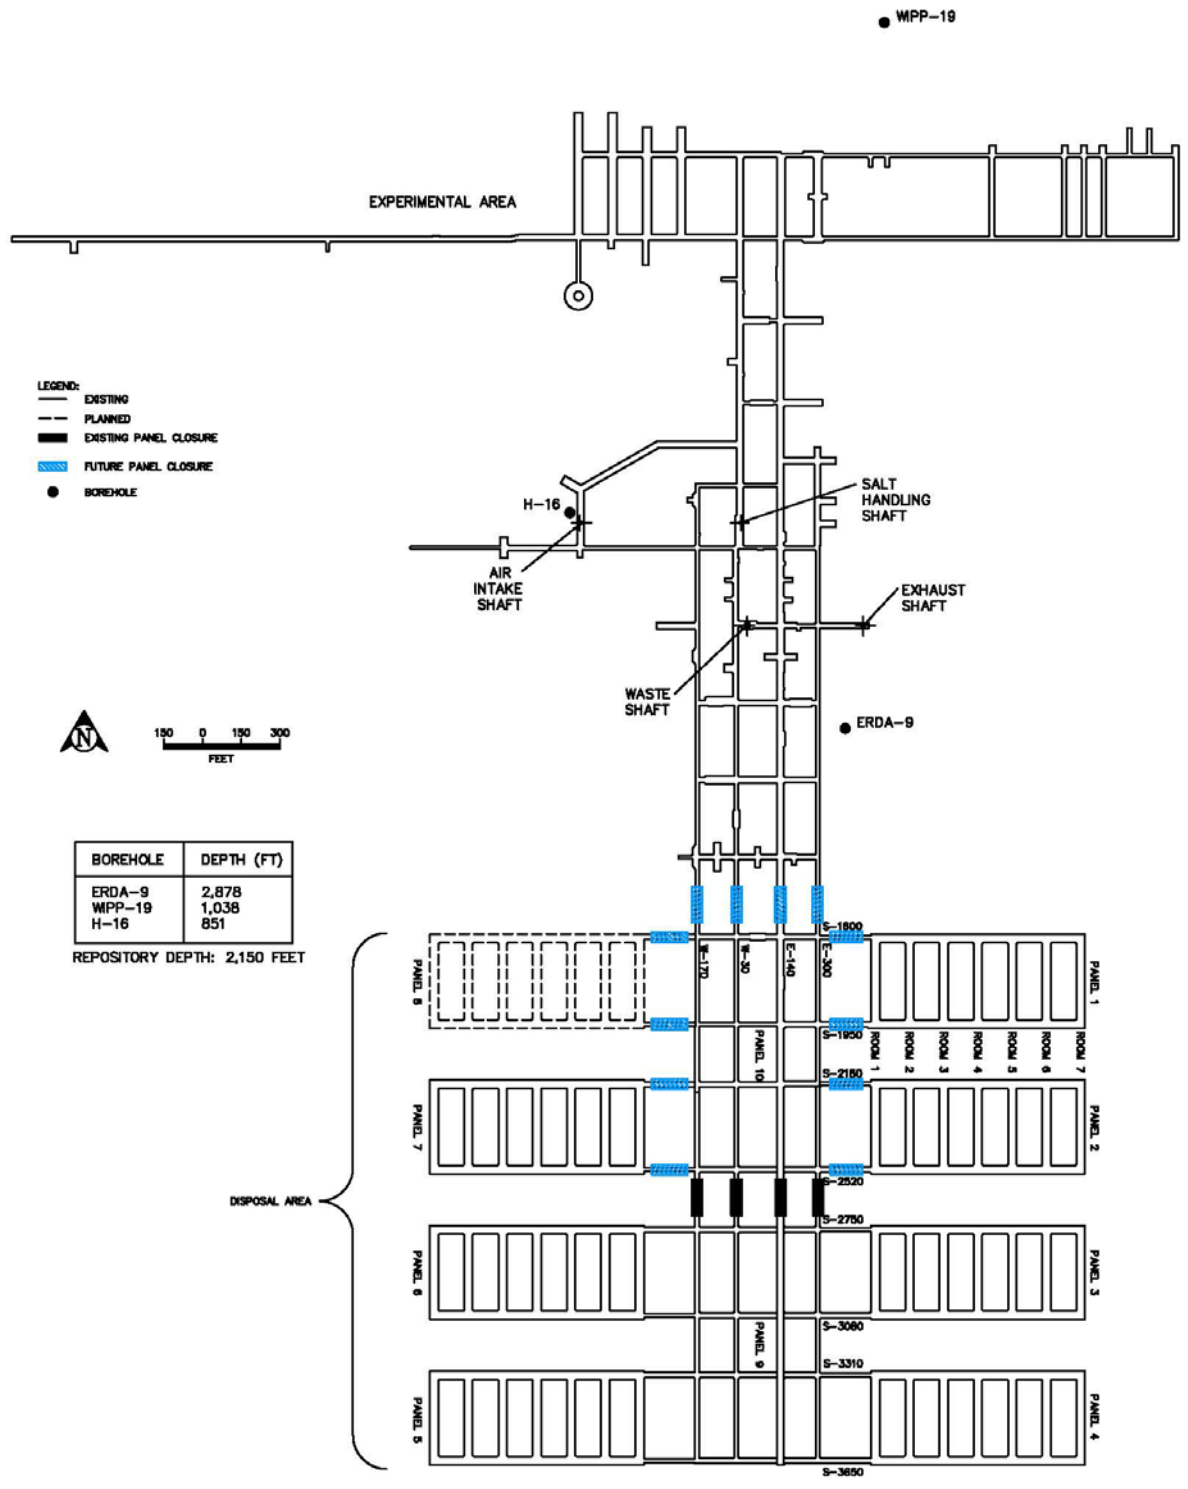 WIPP-19
EXPERIMENTAL AREA
LEGEND:
EXISTING
PLANNED
EXISTING PANEL CLOSURE
FUTURE PANEL CLOSURE
BOREHOLE
H-16
SALT
HANDLING
SHAFT
AIR
INTAKE
SHAFT
EXHAUST
SHAFT
WASTE
SHAFT
ERDA-9
N
150 0 150 300
FEET
BOREHOLE DEPTH (FT)
ERDA-9 2,878
WIPP-19 1,038
H-16 851
REPOSITORY DEPTH: 2,150 FEET
S-1600
W-170
W-30
E-140
E-300
PANEL 8
PANEL 1
S-1950
PANEL 10
ROOM 1
ROOM 2
ROOM 3
ROOM 4
ROOM 5
ROOM 6
ROOM 7
S-2180
PANEL 7
PANEL 2
S-2520
DISPOSAL AREA
S-2750
PANEL 6
PANEL 3
S-3080
PANEL 9
S-3310
PANEL 5
PANEL 4
S-3650